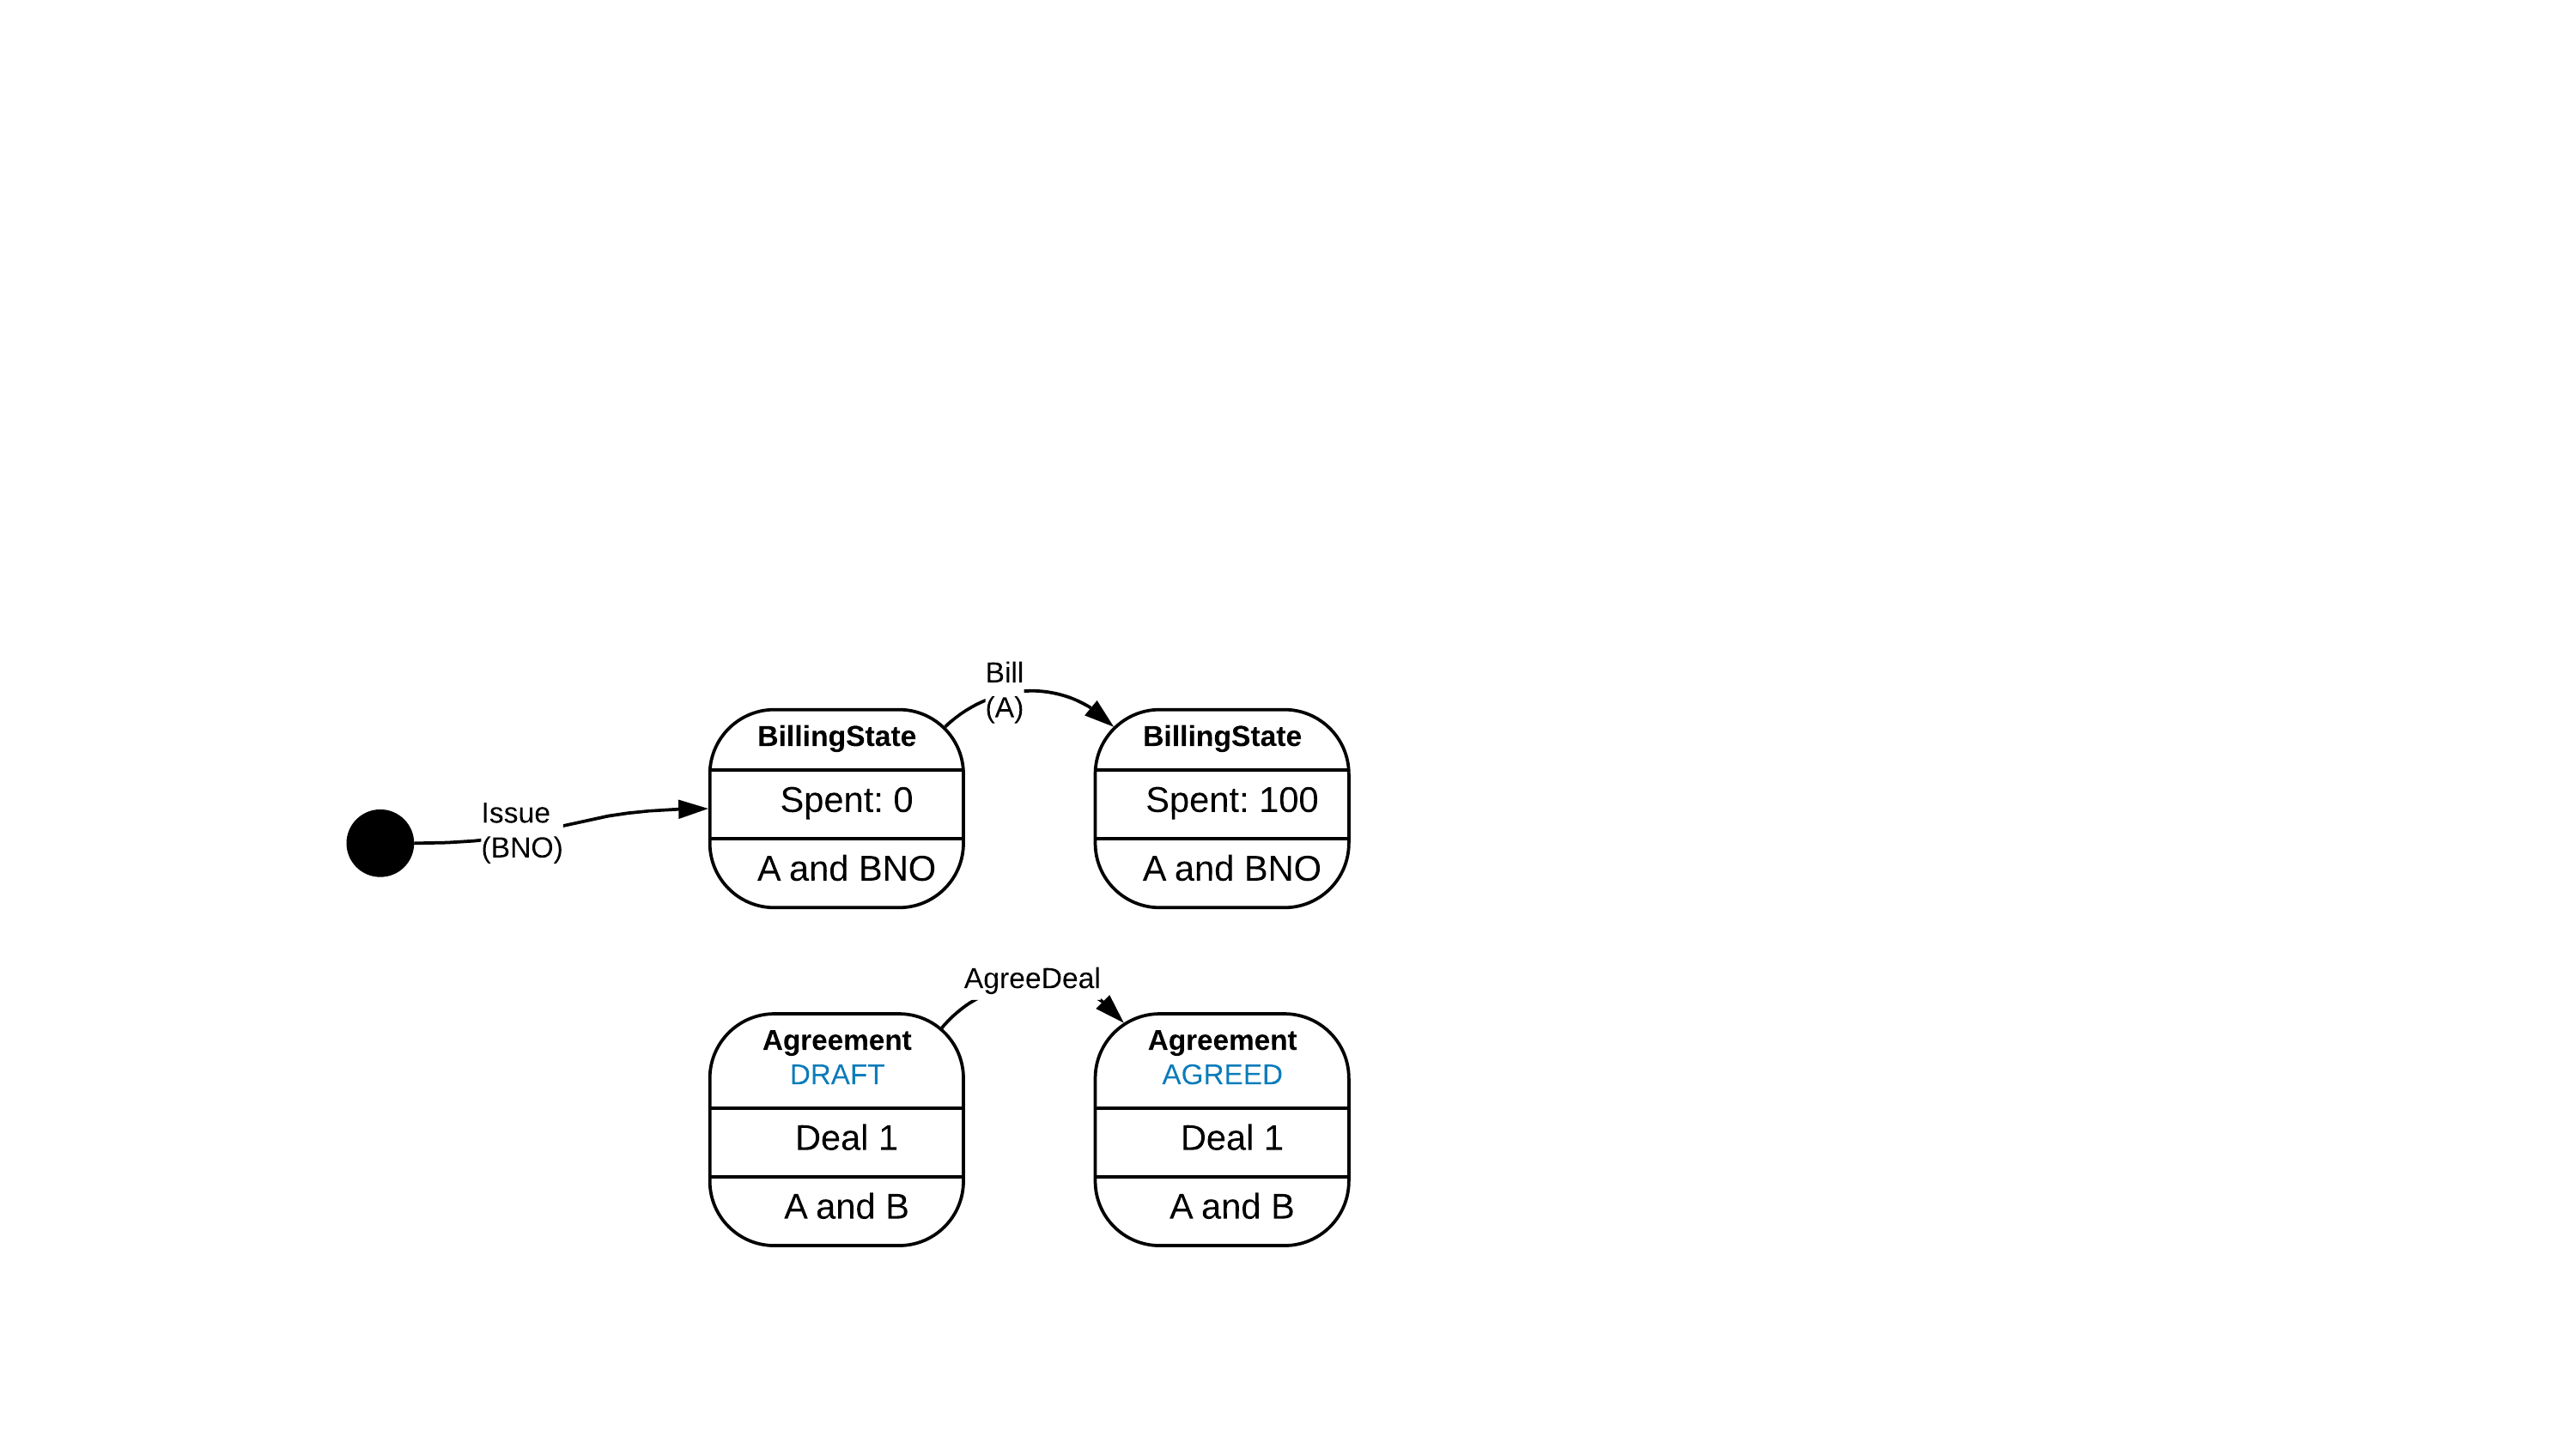 Bill
(A)
BillingState
Spent: 0
A and BNO
BillingState
Spent: 100
A and BNO
Issue
(BNO)
AgreeDeal
Agreement
DRAFT
Deal 1
A and B
Agreement
AGREED
Deal 1
A and B